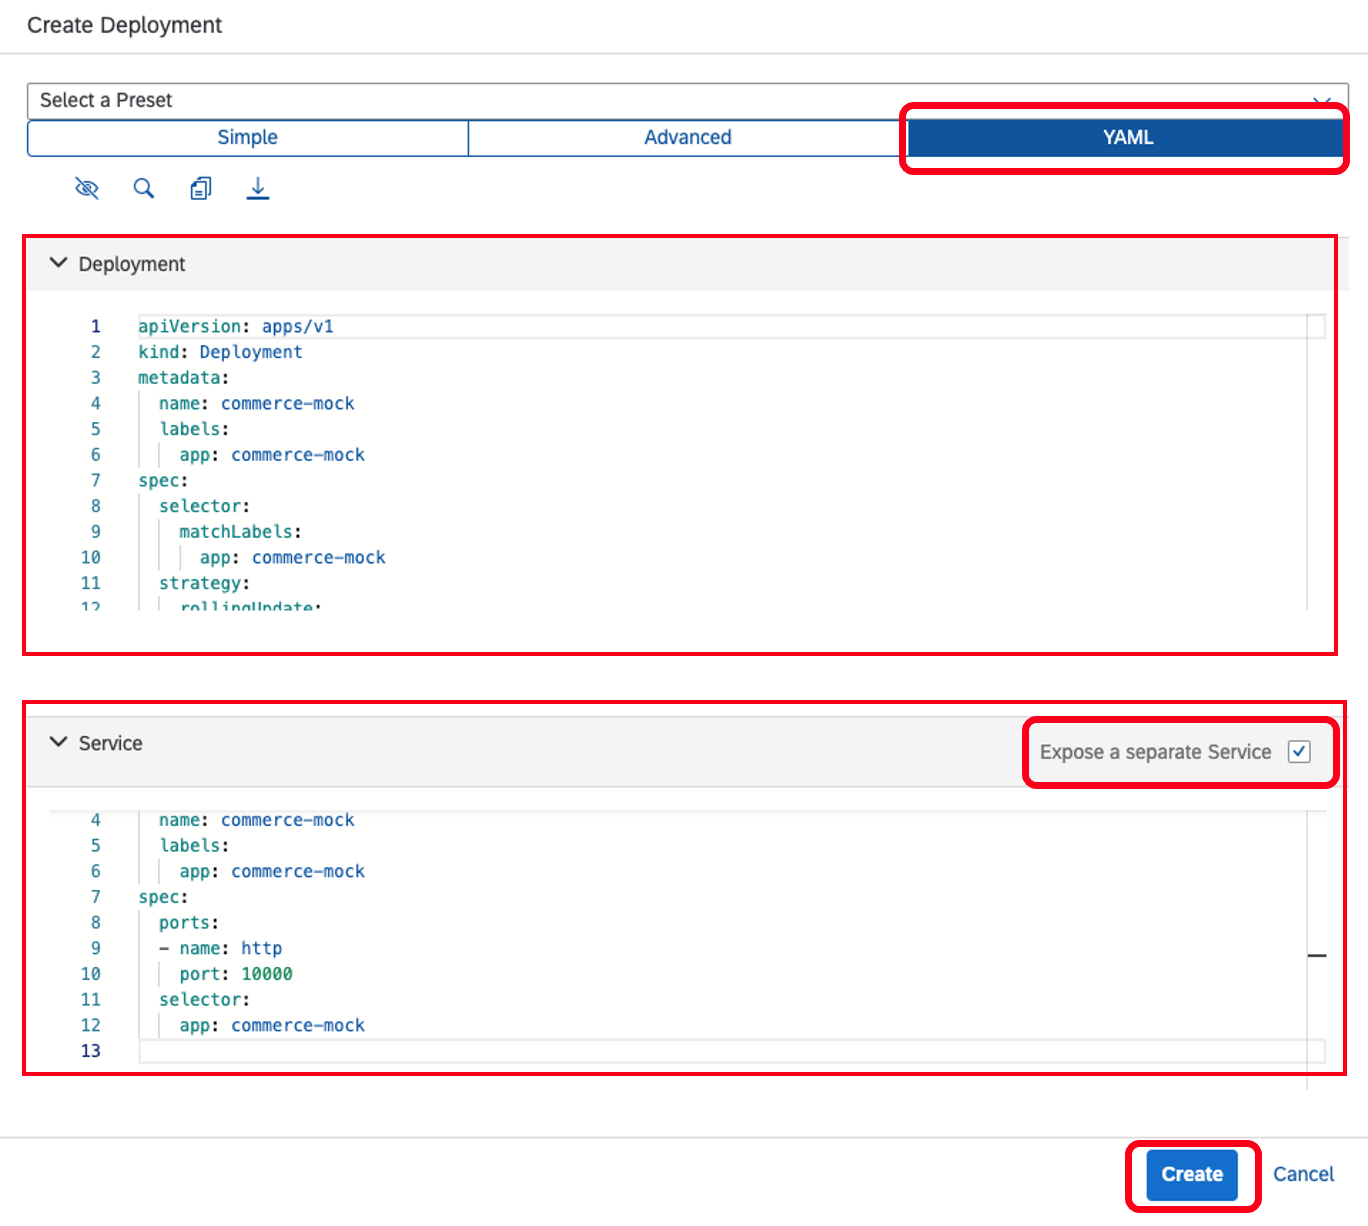 Create Deployment
Select a Preset
Simple Advanced YAML
Deployment
1 apiVersion: apps/v1
2 kind: Deployment
3 metadata:
4 name: commerce-mock
5 labels:
6 app: commerce-mock
7 spec:
8 selector:
9 matchLabels:
10 app: commerce-mock
11 strategy:
12 rollingUpdate:
Service Expose a separate Service
4 name: commerce-mock
5 labels:
6 app: commerce-mock
7 spec:
8 ports:
9 - name: http
10 port: 10000
11 selector:
12 app: commerce-mock
13
Create Cancel